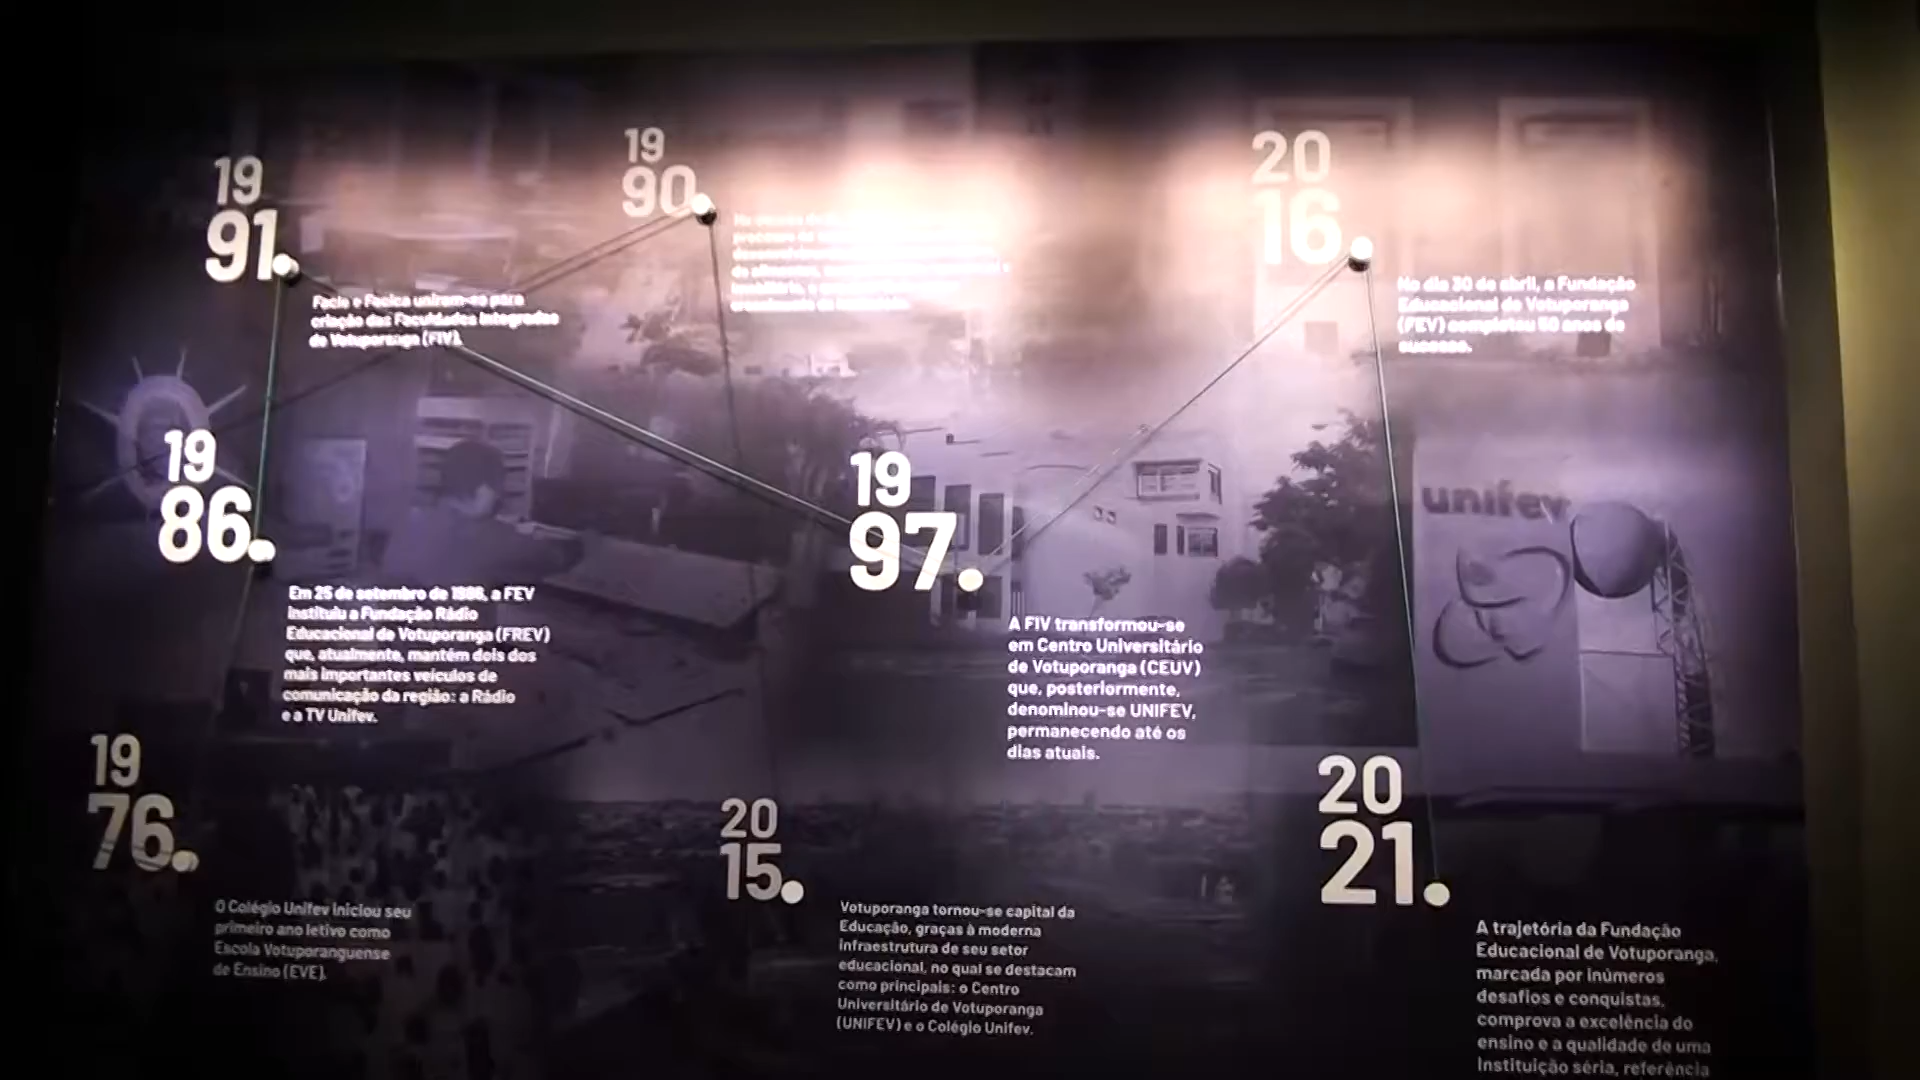 19
91.
Facie e Fecica uniram-se para
criação das Faculdades Integradas
de Votuporanga (FIV).
19
86.
Em 25 de setembro de 1986, a FEV
instituiu a Fundação Rádio
Educacional de Votuporanga (FREV)
que, atualmente, mantém dois dos
mais importantes veículos de
comunicação da região: a Rádio
e a TV Unifev.
19
76.
O Colégio Unifev iniciou seu
primeiro ano letivo como
Escola Votuporanguense
de Ensino (EVE).
19
90.
processo de
de alimentos,
19
97.
A FIV transformou-se
em Centro Universitário
de Votuporanga (CEUV)
que, posteriormente,
denominou-se UNIFEV,
permanecendo até os
dias atuais.
20
15.
Votuporanga tornou-se capital da
Educação, graças à moderna
infraestrutura de seu setor
educacional, no qual se destacam
como principais: o Centro
Universitário de Votuporanga
(UNIFEV) e o Colégio Unifev.
20
16.
No dia 30 de abril, a Fundação
Educacional de Votuporanga
(FEV) completou 50 anos de
sucesso.
unifev
20
21.
A trajetória da Fundação
Educacional de Votuporanga,
marcada por inúmeros
desafios e conquistas,
comprova a excelência do
ensino e a qualidade de uma
Instituição séria, referência